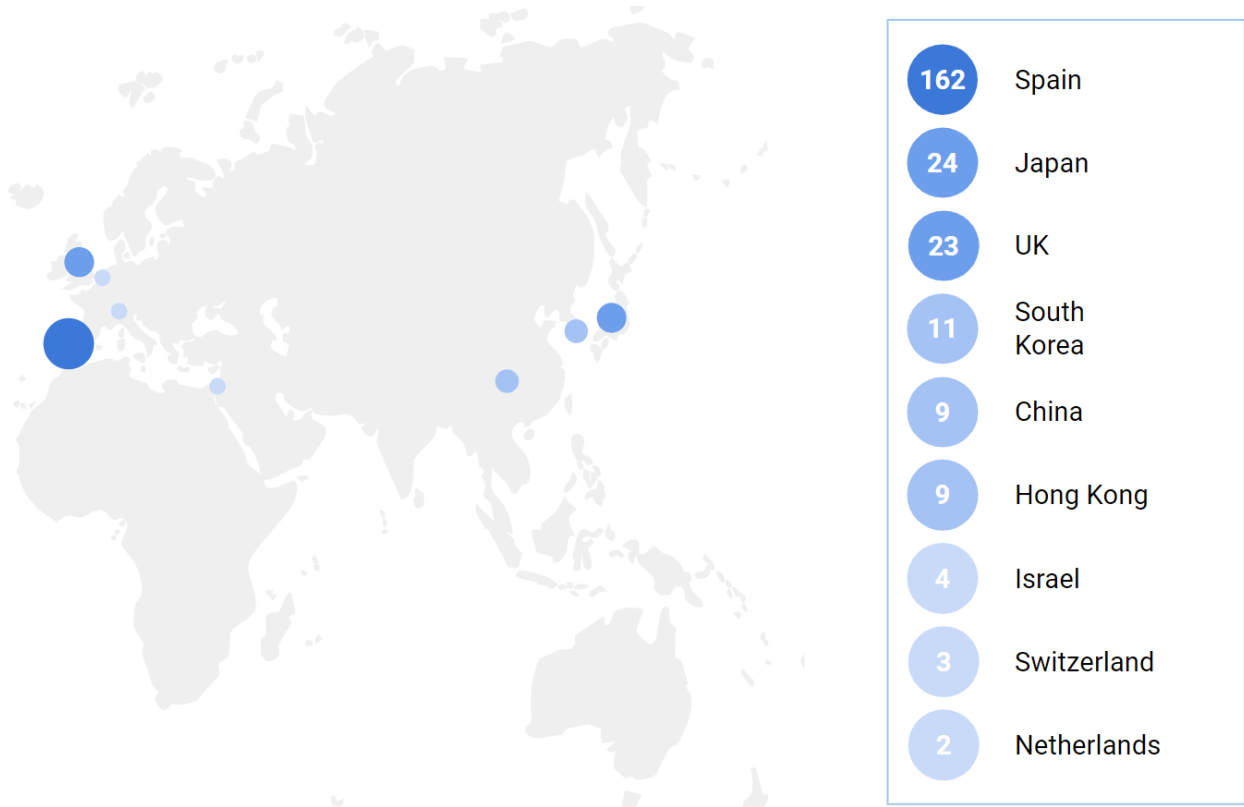 162 Spain
24 Japan
23 UK
11 South
Korea
9 China
9 Hong Kong
4 Israel
3 Switzerland
2 Netherlands